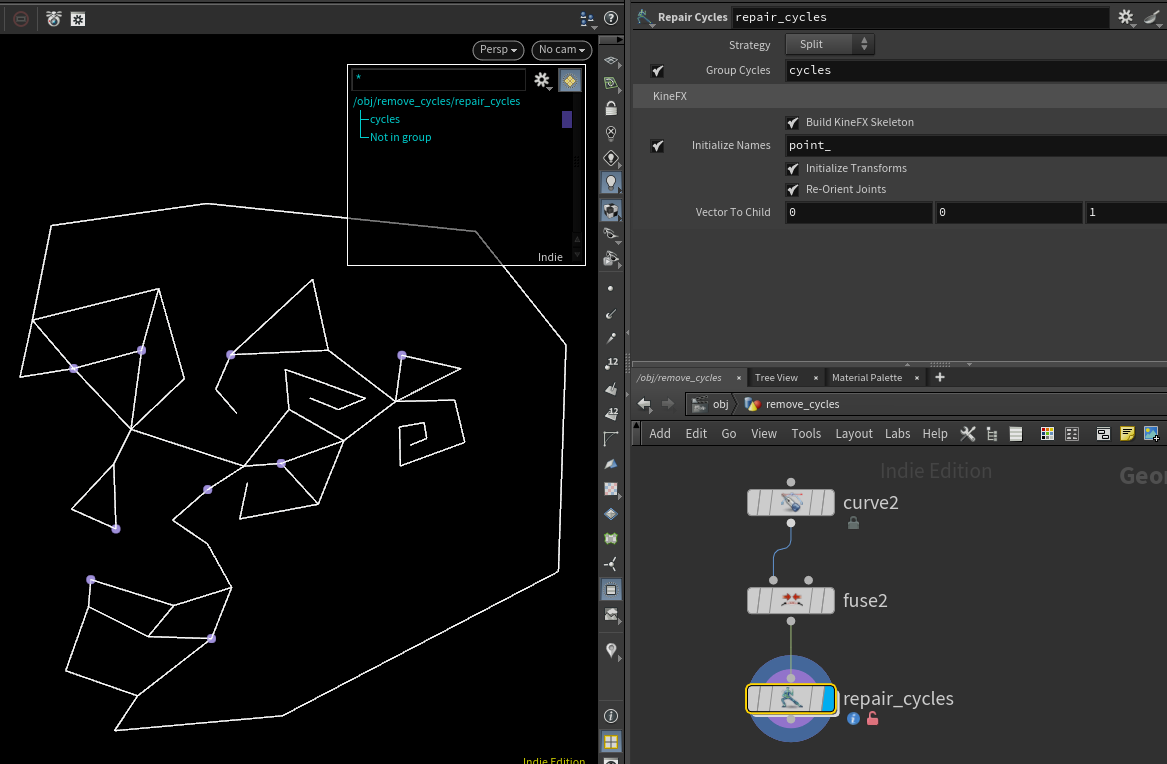 Persp
No cam
*
/obj/remove_cycles/repair_cycles
cycles
Not in group
Indie
Indie Edition
12
12
Repair Cycles repair_cycles
Strategy Split
Group Cycles cycles
KineFX
Build KineFX Skeleton
Initialize Names point_
Initialize Transforms
Re-Orient Joints
Vector To Child 0 0 1
/obj/remove_cycles × Tree View × Material Palette × +
obj remove_cycles
Add Edit Go View Tools Layout Labs Help
Indie Edition
Geo
curve2
fuse2
repair_cycles